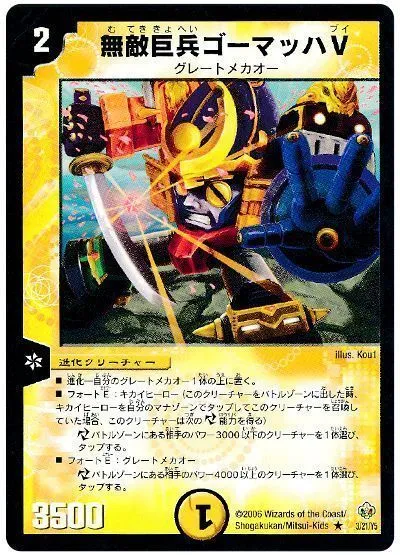 2
む てき きょ へい ブイ
無敵巨兵ゴーマッハV
グレートメカオー
illus. Kou1
進化クリーチャー
■ 進化ー自分のグレートメカオー1体の上に置く。
■ フォートE：キカイヒーロー（このクリーチャーをバトルゾーンに出した時、
キカイヒーローを自分のマナゾーンでタップしてこのクリーチャーを召喚し
ていた場合、このクリーチャーは次の能力を得る）
バトルゾーンにある相手のパワー3000以下のクリーチャーを1体選び、
タップする。
■ フォートE：グレートメカオー
バトルゾーンにある相手のパワー4000以下のクリーチャーを1体選び、
タップする。
3500
1
©2006 Wizards of the Coast/
Shogakukan/Mitsui-Kids ★ 3/21/Y5